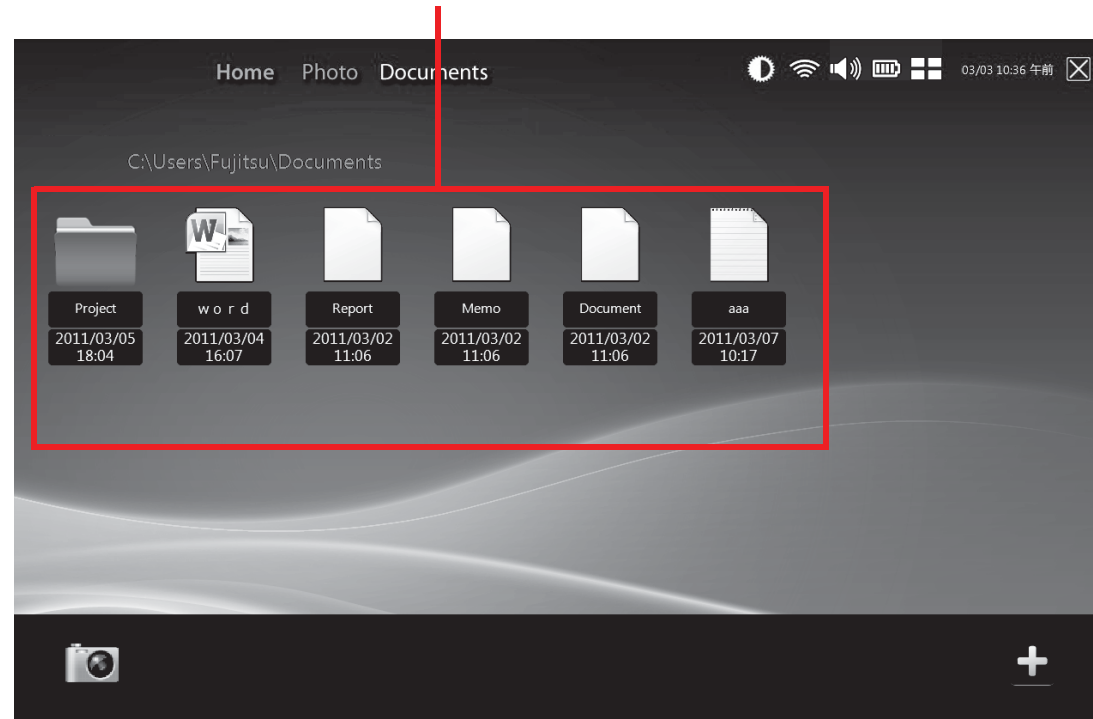 Home Photo Documents
03/03 10:36 午前
C:\Users\Fujitsu\Documents
W
Project
2011/03/05
18:04
word
2011/03/04
16:07
Report
2011/03/02
11:06
Memo
2011/03/02
11:06
Document
2011/03/02
11:06
aaa
2011/03/07
10:17